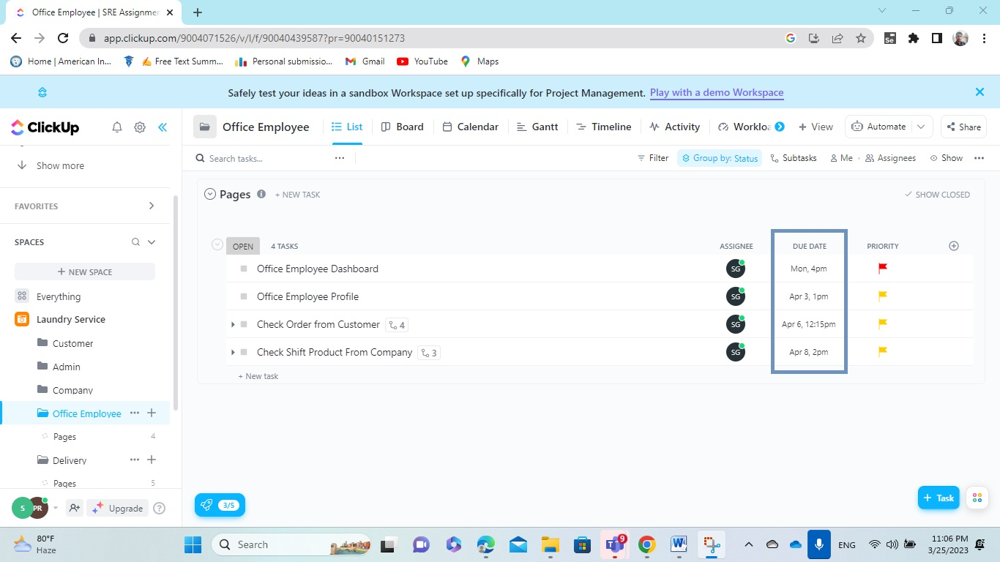 Office Employee | SRE Assignmer
app.clickup.com/9004071526/v/l/f/90040439587?pr=90040151273
Home | American In... Free Text Summ... Personal submissio... Gmail YouTube Maps
Safely test your ideas in a sandbox Workspace set up specifically for Project Management. Play with a demo Workspace
ClickUp
Office Employee List Board Calendar Gantt Timeline Activity Worklo + View Automate Share
Show more
Search tasks... Filter Group by: Status Subtasks Me Assignees Show
FAVORITES
Pages + NEW TASK SHOW CLOSED
SPACES
OPEN 4 TASKS ASSIGNEE DUE DATE PRIORITY
+ NEW SPACE
Office Employee Dashboard SG Mon, 4pm
Everything
Office Employee Profile SG Apr 3, 1pm
Laundry Service
Check Order from Customer 4 SG Apr 6, 12:15pm
Customer
Check Shift Product From Company 3 SG Apr 8, 2pm
Admin
+ New task
Company
Office Employee
Pages 4
Delivery
Pages 5
S PR Upgrade ?
3/5
+ Task
80°F
Haze
Search
Se
9
W
ENG
11:06 PM
3/25/2023